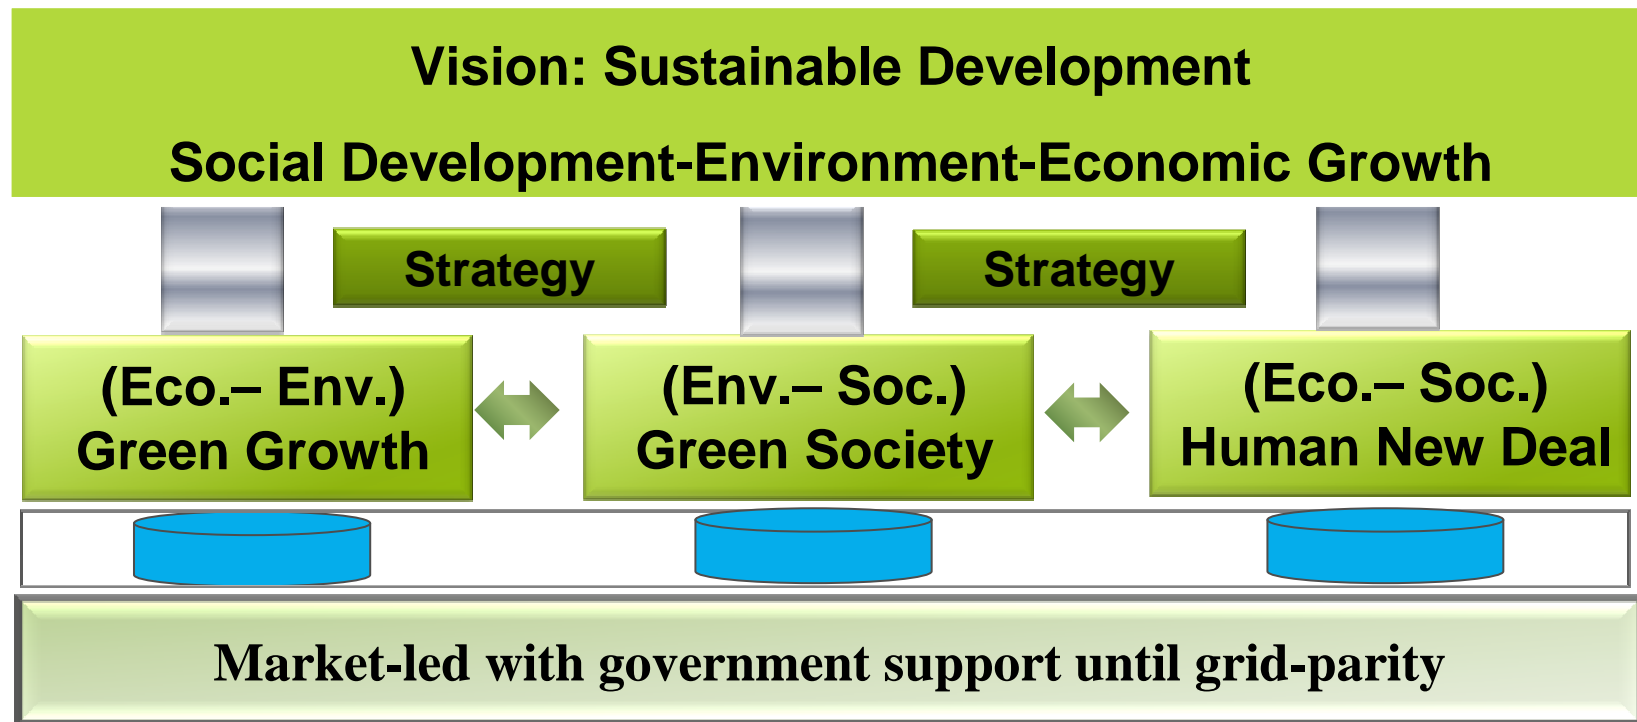 Vision: Sustainable Development
Social Development-Environment-Economic Growth
Strategy
Strategy
(Eco.– Env.)
Green Growth
(Env.– Soc.)
Green Society
(Eco.– Soc.)
Human New Deal
Market-led with government support until grid-parity